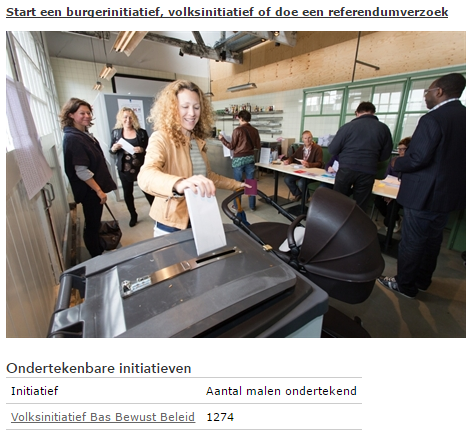 Start een burgerinitiatief, volksinitiatief of doe een referendumverzoek
Ondertekenbare initiatieven
Initiatief Aantal malen ondertekend
Volksinitiatief Bas Bewust Beleid 1274